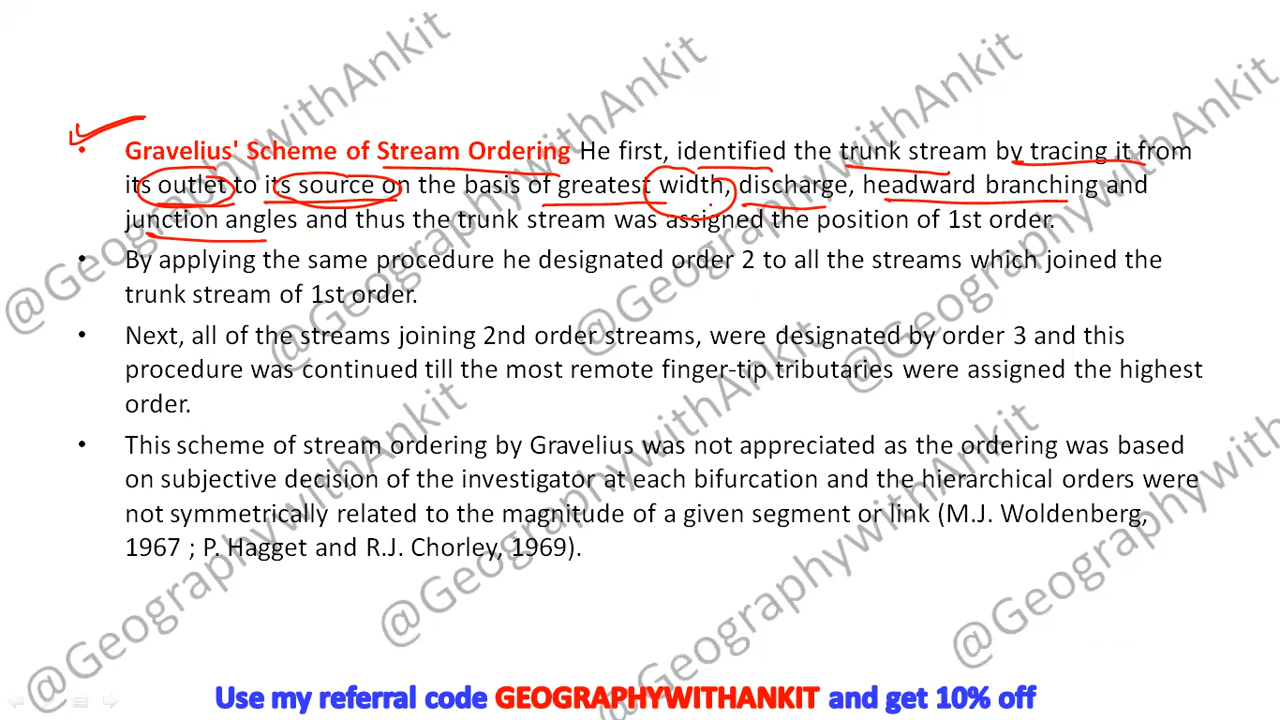 • Gravelius' Scheme of Stream Ordering He first, identified the trunk stream by tracing it from
its outlet to its source on the basis of greatest width, discharge, headward branching and
junction angles and thus the trunk stream was assigned the position of 1st order.
• By applying the same procedure he designated order 2 to all the streams which joined the
trunk stream of 1st order.
• Next, all of the streams joining 2nd order streams, were designated by order 3 and this
procedure was continued till the most remote finger-tip tributaries were assigned the highest
order.
• This scheme of stream ordering by Gravelius was not appreciated as the ordering was based
on subjective decision of the investigator at each bifurcation and the hierarchical orders were
not symmetrically related to the magnitude of a given segment or link (M.J. Woldenberg,
1967 ; P. Hagget and R.J. Chorley, 1969).
@GeographywithAnkit
@GeographywithAnkit
@GeographywithAnkit
@GeographywithAnkit
@GeographywithAnkit
@GeographywithAnkit
@GeographywithAnkit
@GeographywithAnkit
Use my referral code GEOGRAPHYWITHANKIT and get 10% off